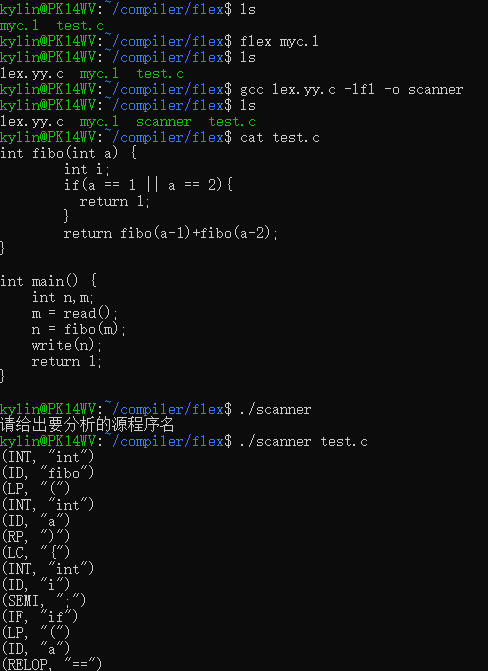 kylin@PK14WV:~/compiler/flex$ ls
myc.l  test.c
kylin@PK14WV:~/compiler/flex$ flex myc.l
kylin@PK14WV:~/compiler/flex$ ls
lex.yy.c  myc.l  test.c
kylin@PK14WV:~/compiler/flex$ gcc lex.yy.c -lfl -o scanner
kylin@PK14WV:~/compiler/flex$ ls
lex.yy.c  myc.l  scanner  test.c
kylin@PK14WV:~/compiler/flex$ cat test.c
int fibo(int a) {
        int i;
        if(a == 1 || a == 2){
          return 1;
        }
        return fibo(a-1)+fibo(a-2);
}

int main() {
    int n,m;
    m = read();
    n = fibo(m);
    write(n);
    return 1;
}

kylin@PK14WV:~/compiler/flex$ ./scanner
请给出要分析的源程序名
kylin@PK14WV:~/compiler/flex$ ./scanner test.c
(INT, "int")
(ID, "fibo")
(LP, "(")
(INT, "int")
(ID, "a")
(RP, ")")
(LC, "{")
(INT, "int")
(ID, "i")
(SEMI, ";")
(IF, "if")
(LP, "(")
(ID, "a")
(RELOP, "==")